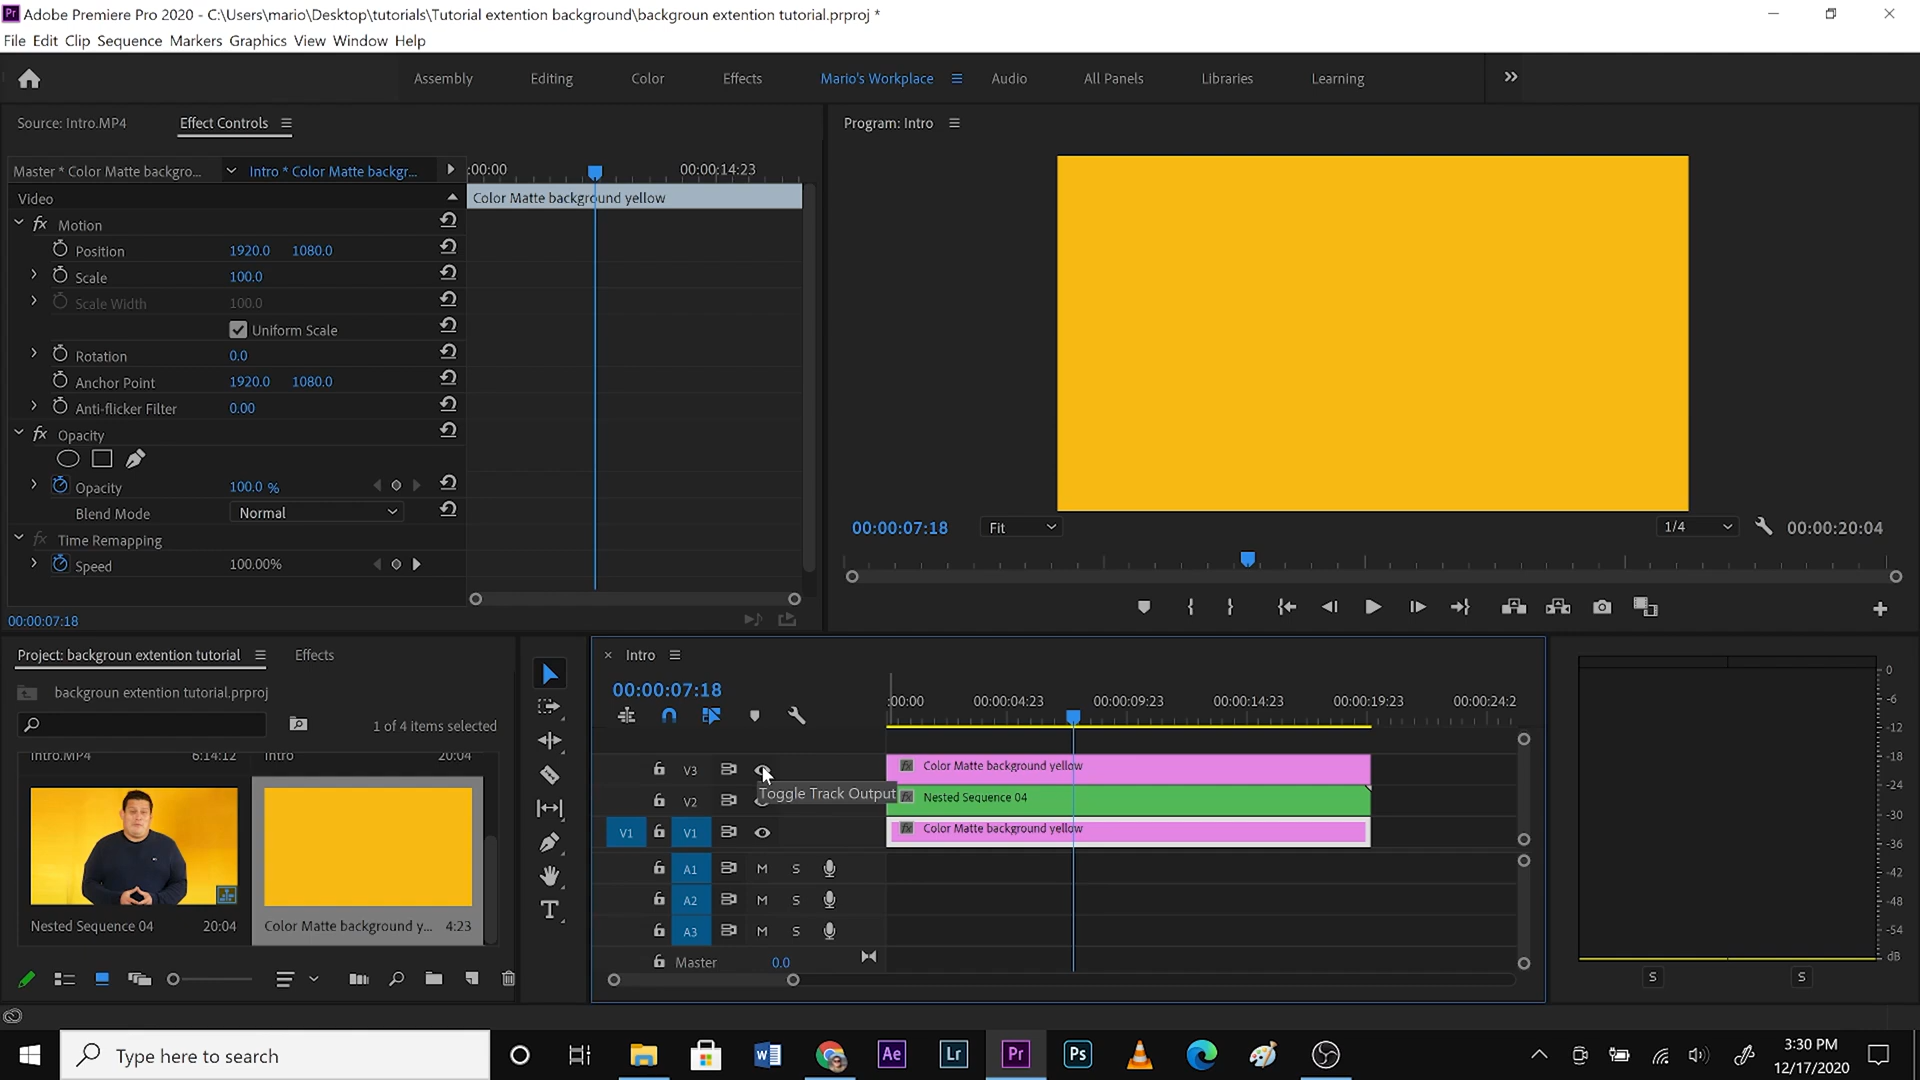 Pr Adobe Premiere Pro 2020 - C:\Users\mario\Desktop\tutorials\Tutorial extention background\backgroun extention tutorial.prproj *
File Edit Clip Sequence Markers Graphics View Window Help
Assembly Editing Color Effects Mario's Workplace Audio All Panels Libraries Learning
Source: Intro.MP4 Effect Controls
Program: Intro
Master * Color Matte backgro... Intro * Color Matte backgr... :00:00 00:00:14:23
Video
Color Matte background yellow
fx Motion
Position 1920.0 1080.0
Scale 100.0
Scale Width 100.0
Uniform Scale
Rotation 0.0
Anchor Point 1920.0 1080.0
Anti-flicker Filter 0.00
fx Opacity
Opacity 100.0 %
Blend Mode Normal
fx Time Remapping
Speed 100.00%
00:00:07:18
00:00:07:18 Fit 1/4 00:00:20:04
Project: backgroun extention tutorial Effects
backgroun extention tutorial.prproj
1 of 4 items selected
Intro.MP4 6:14:12 Intro 20:04
Nested Sequence 04 20:04 Color Matte background y... 4:23
T
Intro
00:00:07:18
:00:00 00:00:04:23 00:00:09:23 00:00:14:23 00:00:19:23 00:00:24:2
V3 fx Color Matte background yellow
Toggle Track Output
V2 fx Nested Sequence 04
V1 V1 fx Color Matte background yellow
A1 M S
A2 M S
A3 M S
Master 0.0
0
-6
-12
-18
-24
-30
-36
-42
-48
-54
dB
S S
Type here to search
Ae Lr Pr Ps
3:30 PM
12/17/2020